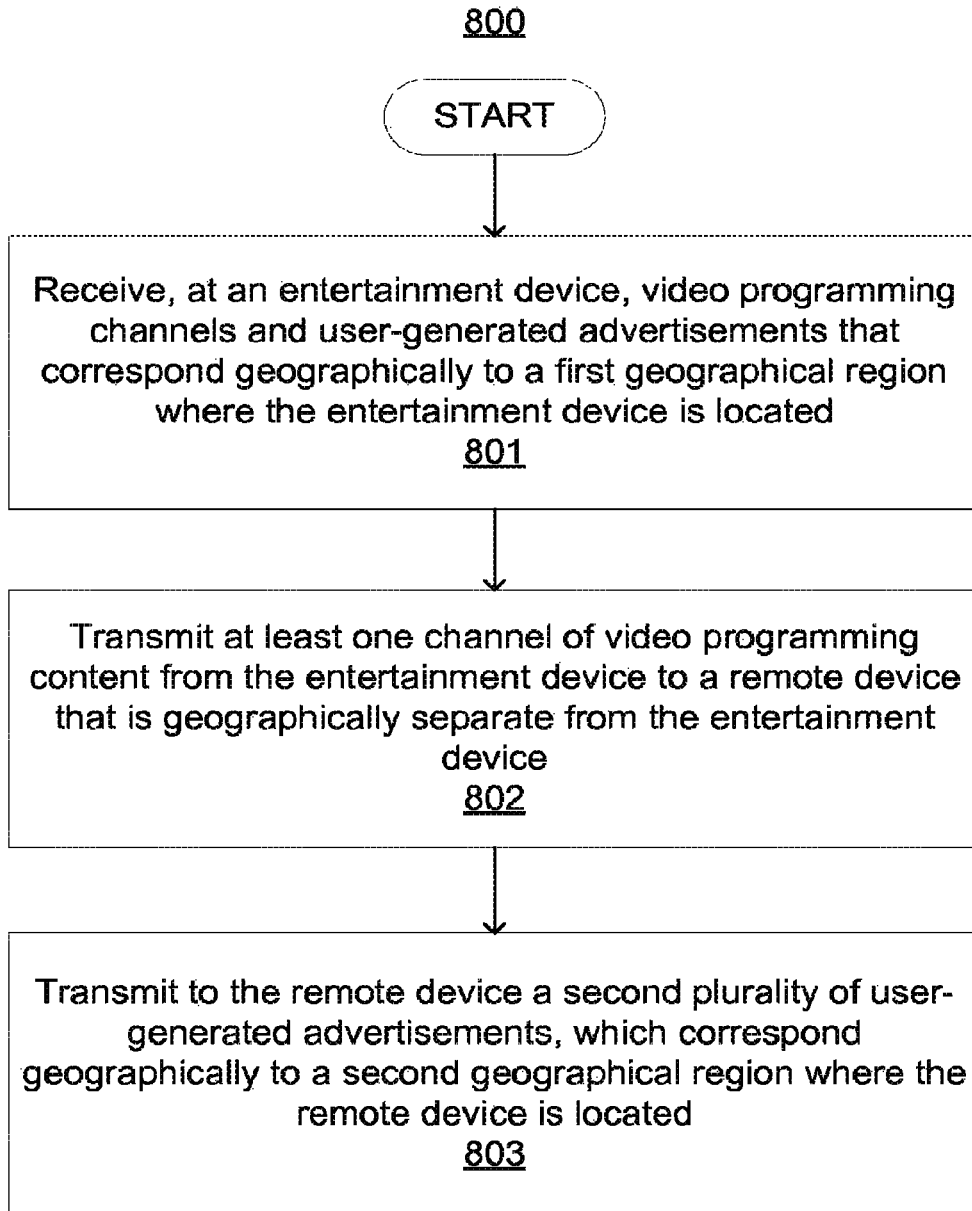 800
START
Receive, at an entertainment device, video programming
channels and user-generated advertisements that
correspond geographically to a first geographical region
where the entertainment device is located
801
Transmit at least one channel of video programming
content from the entertainment device to a remote device
that is geographically separate from the entertainment
device
802
Transmit to the remote device a second plurality of user-
generated advertisements, which correspond
geographically to a second geographical region where the
remote device is located
803